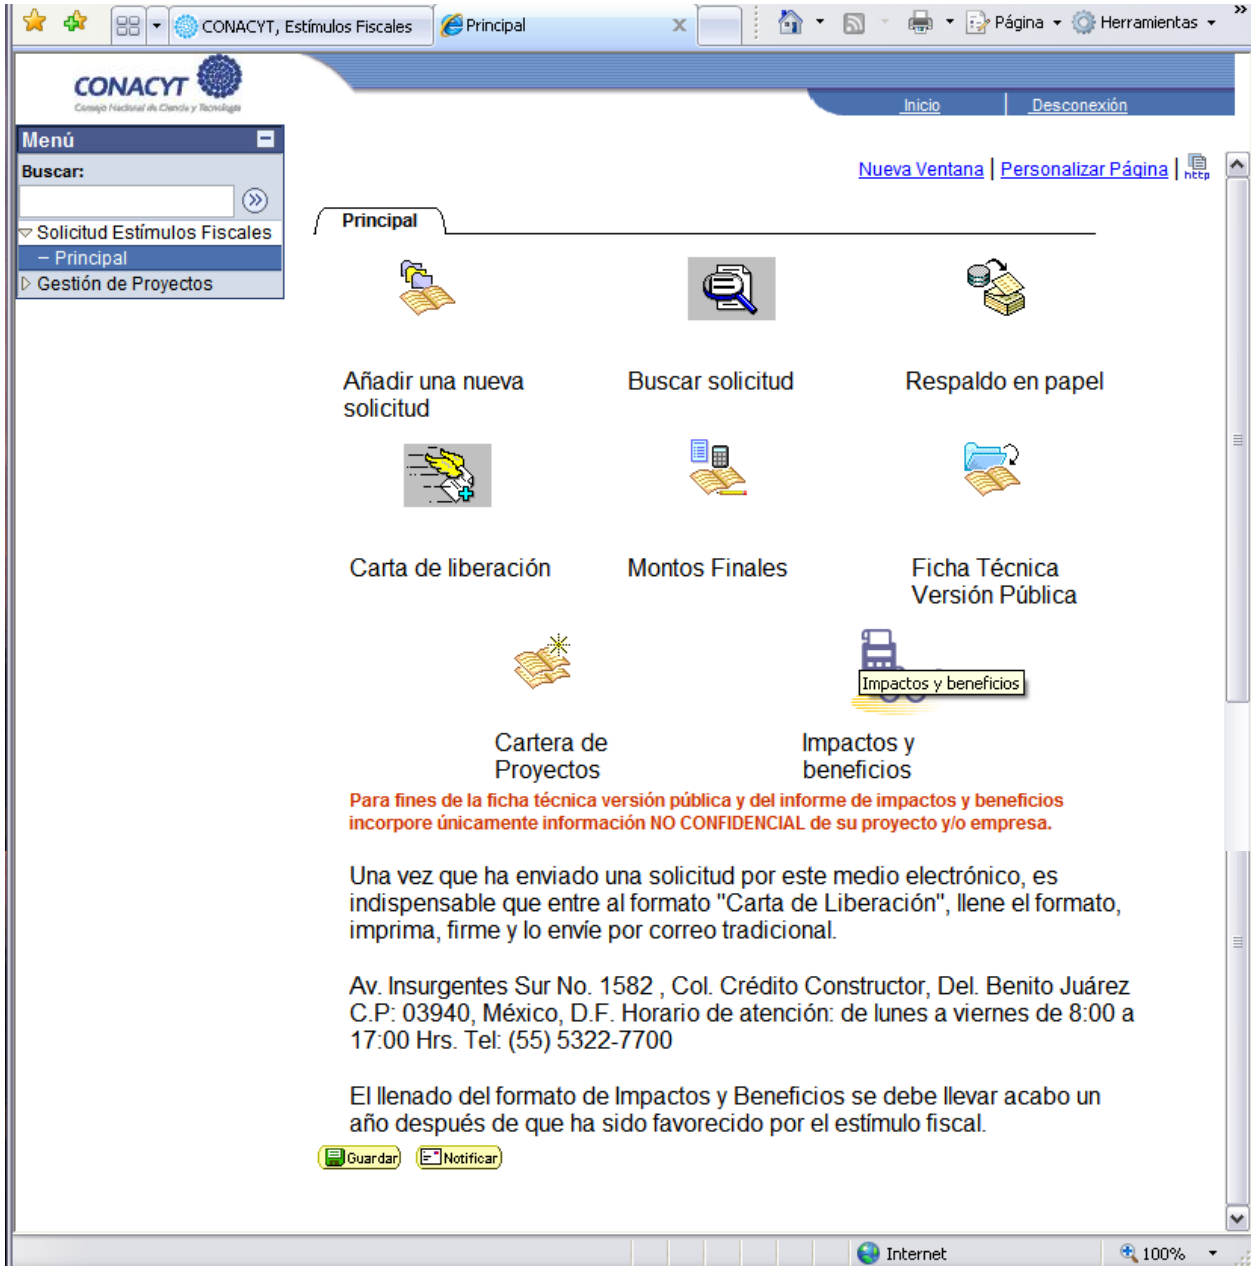 CONACYT, Estímulos Fiscales
Principal
Página
Herramientas
»
CONACYT
Consejo Nacional de Ciencia y Tecnología
Inicio
Desconexión
Menú
Buscar:
Nueva Ventana | Personalizar Página | http
Solicitud Estímulos Fiscales
– Principal
Gestión de Proyectos
Principal
Añadir una nueva
solicitud
Buscar solicitud
Respaldo en papel
Carta de liberación
Montos Finales
Ficha Técnica
Versión Pública
Impactos y beneficios
Cartera de
Proyectos
Impactos y
beneficios
Para fines de la ficha técnica versión pública y del informe de impactos y beneficios
incorpore únicamente información NO CONFIDENCIAL de su proyecto y/o empresa.
Una vez que ha enviado una solicitud por este medio electrónico, es
indispensable que entre al formato "Carta de Liberación", llene el formato,
imprima, firme y lo envíe por correo tradicional.
Av. Insurgentes Sur No. 1582 , Col. Crédito Constructor, Del. Benito Juárez
C.P: 03940, México, D.F. Horario de atención: de lunes a viernes de 8:00 a
17:00 Hrs. Tel: (55) 5322-7700
El llenado del formato de Impactos y Beneficios se debe llevar acabo un
año después de que ha sido favorecido por el estímulo fiscal.
Guardar
Notificar
Internet
100%